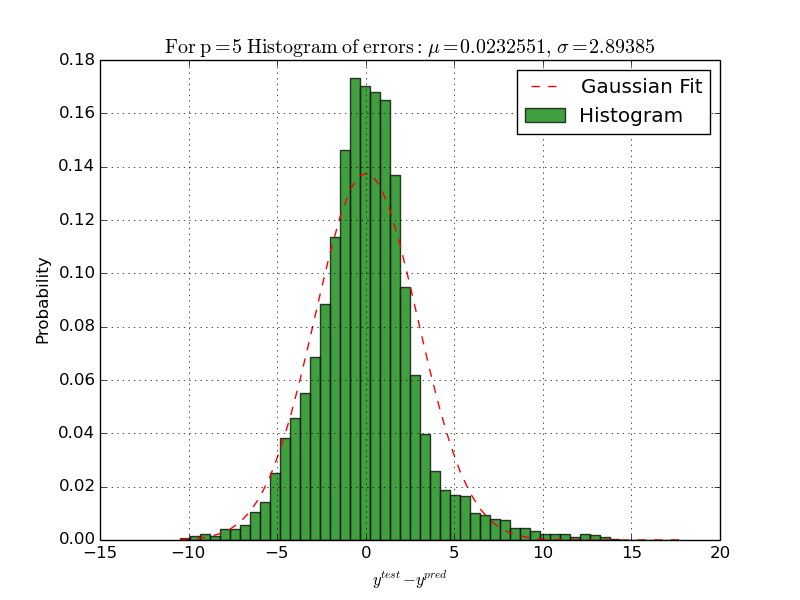 For p=5 Histogram of errors: μ=0.0232551, σ=2.89385
Gaussian Fit
Histogram
Probability
0.18
0.16
0.14
0.12
0.10
0.08
0.06
0.04
0.02
0.00
−15 −10 −5 0 5 10 15 20
y^{test}−y^{pred}